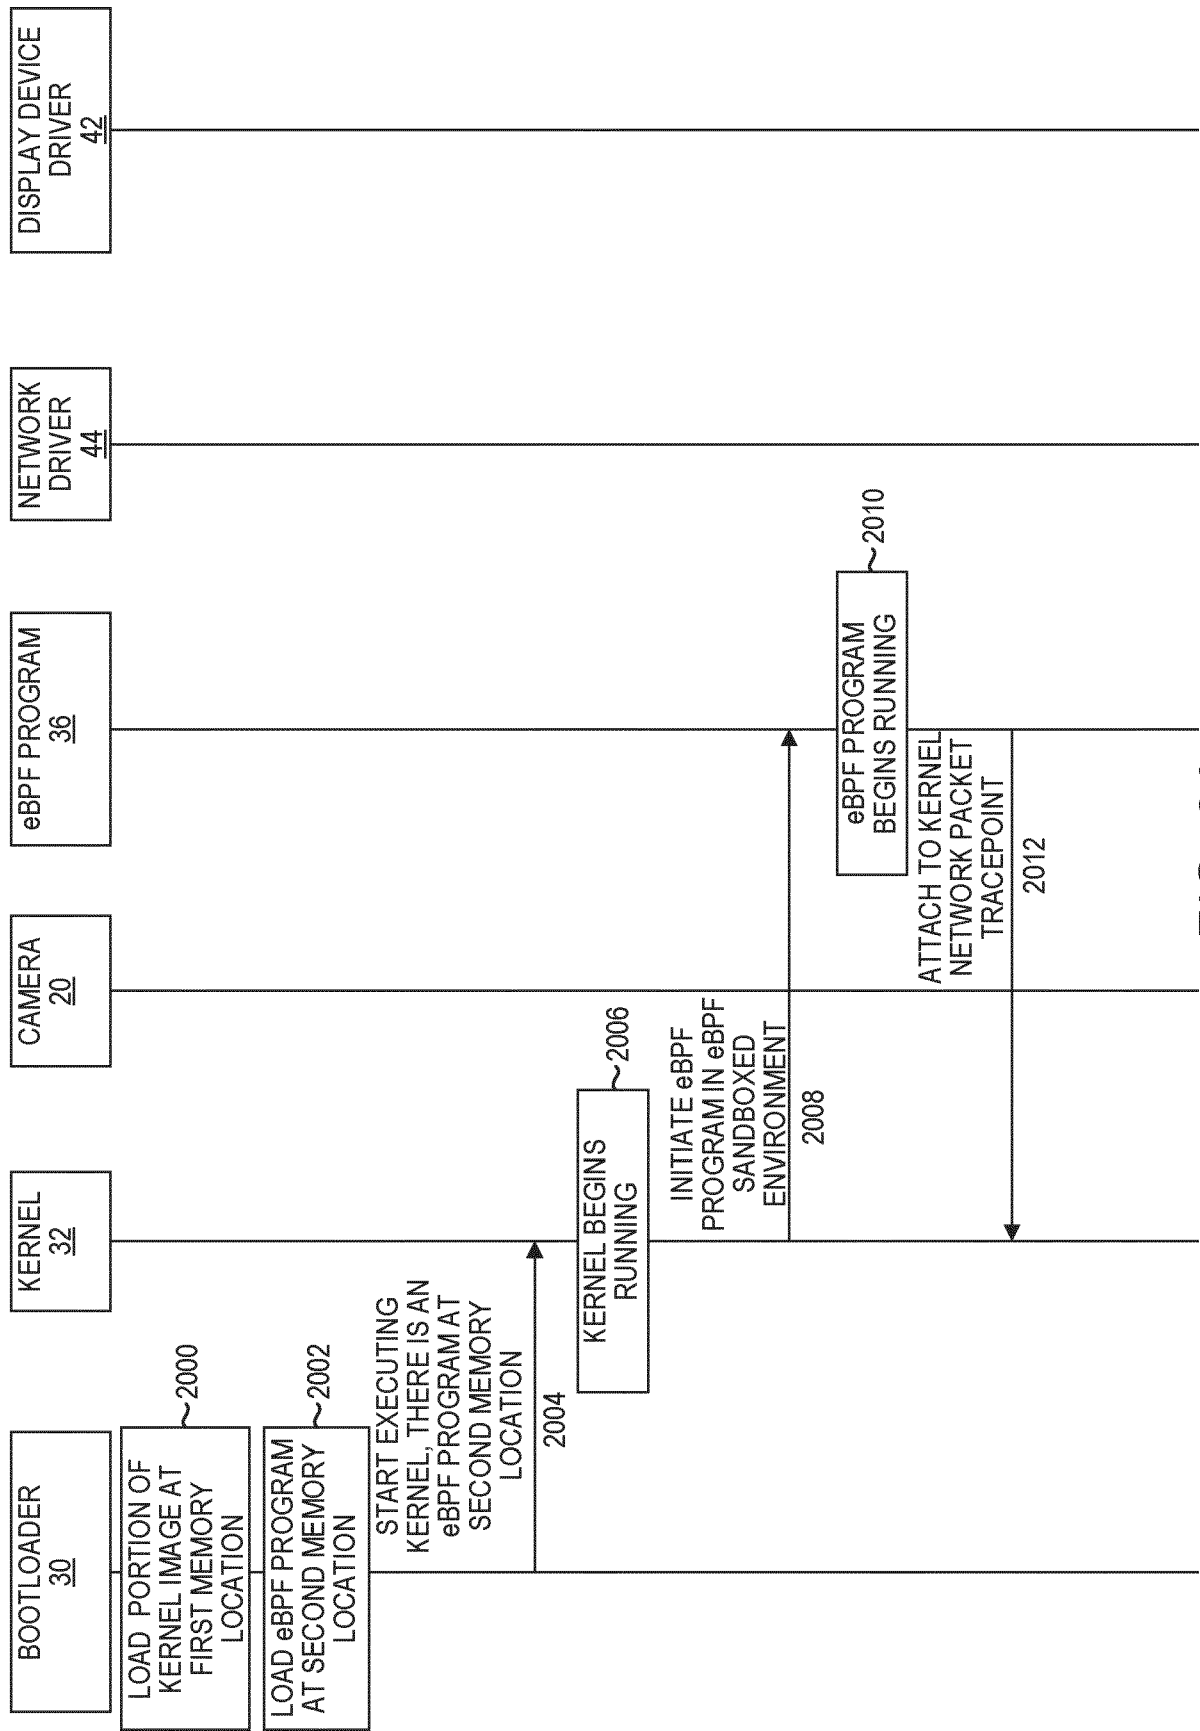 BOOTLOADER
30
KERNEL
32
CAMERA
20
eBPF PROGRAM
36
NETWORK
DRIVER
44
DISPLAY DEVICE
DRIVER
42
LOAD PORTION OF
KERNEL IMAGE AT
FIRST MEMORY
LOCATION
2000
LOAD eBPF PROGRAM
AT SECOND MEMORY
LOCATION
2002
START EXECUTING
KERNEL, THERE IS AN
eBPF PROGRAM AT
SECOND MEMORY
LOCATION
2004
KERNEL BEGINS
RUNNING
2006
INITIATE eBPF
PROGRAM IN eBPF
SANDBOXED
ENVIRONMENT
2008
eBPF PROGRAM
BEGINS RUNNING
2010
ATTACH TO KERNEL
NETWORK PACKET
TRACEPOINT
2012